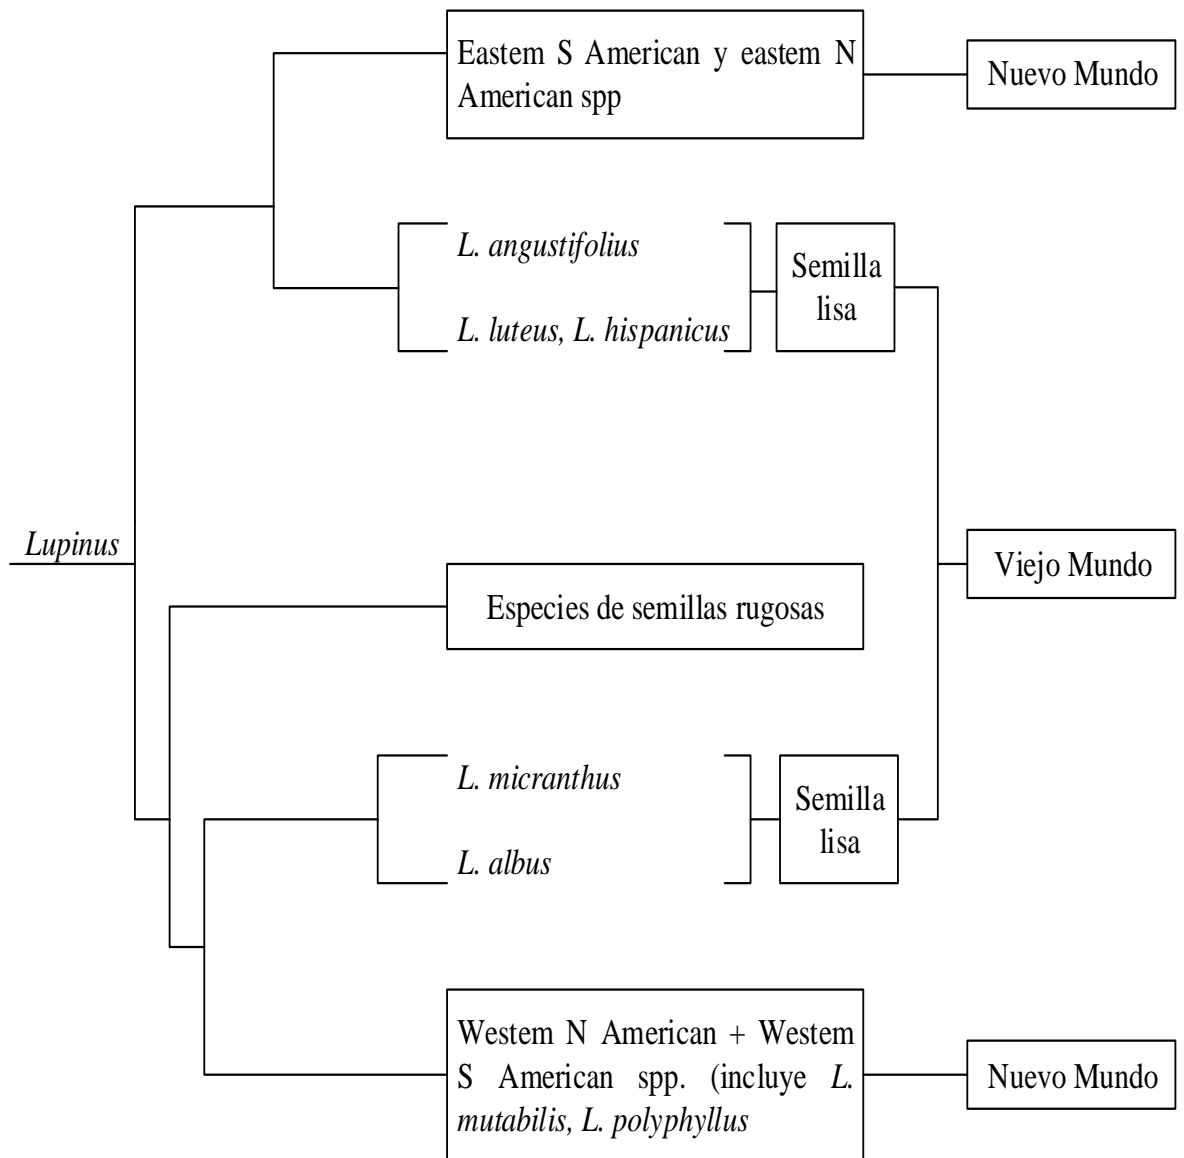 Eastem S American y eastem N
American spp
Nuevo Mundo
L. angustifolius
L. luteus, L. hispanicus
Semilla
lisa
Lupinus
Viejo Mundo
Especies de semillas rugosas
L. micranthus
L. albus
Semilla
lisa
Westem N American + Westem
S American spp. (incluye L.
mutabilis, L. polyphyllus
Nuevo Mundo